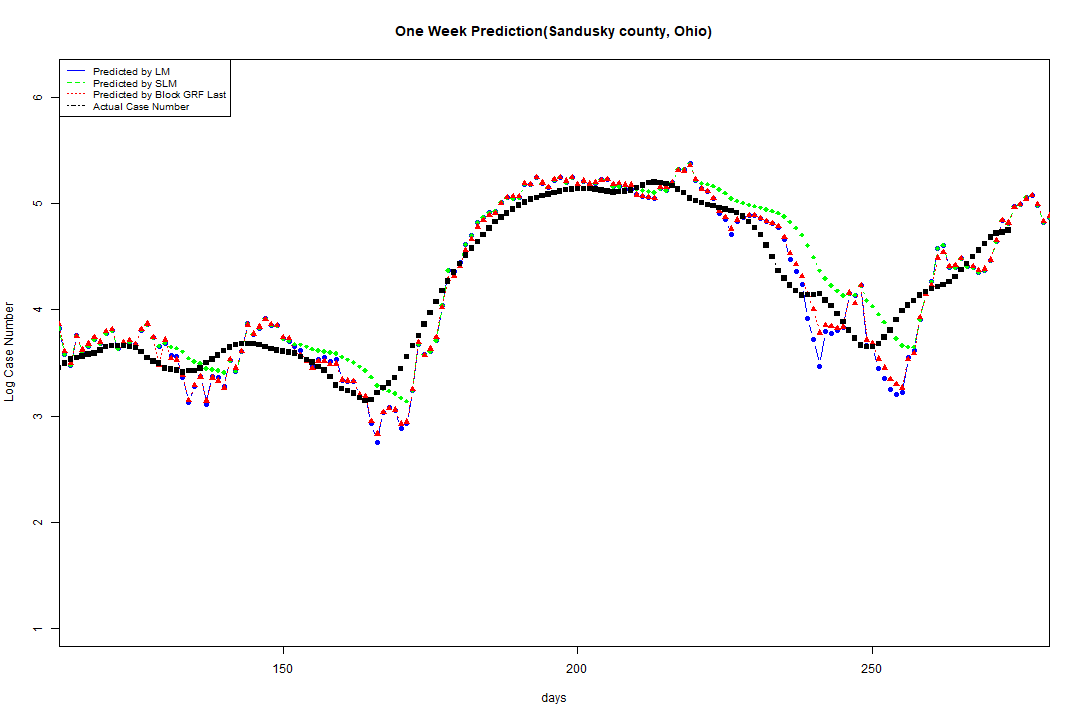 One Week Prediction(Sandusky county, Ohio)
Predicted by LM
Predicted by SLM
Predicted by Block GRF Last
Actual Case Number
6
5
4
3
2
1
Log Case Number
150
200
250
days